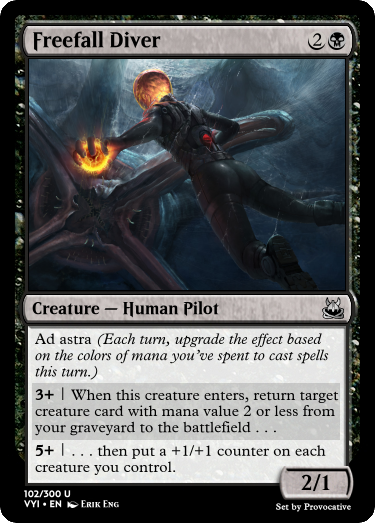 Freefall Diver 2
Creature — Human Pilot
Ad astra (Each turn, upgrade the effect based
on the colors of mana you've spent to cast spells
this turn.)
3+ | When this creature enters, return target
creature card with mana value 2 or less from
your graveyard to the battlefield . . .
5+ | . . . then put a +1/+1 counter on each
creature you control.
2/1
102/300 U
VYI • EN Erik Eng
Set by Provocative